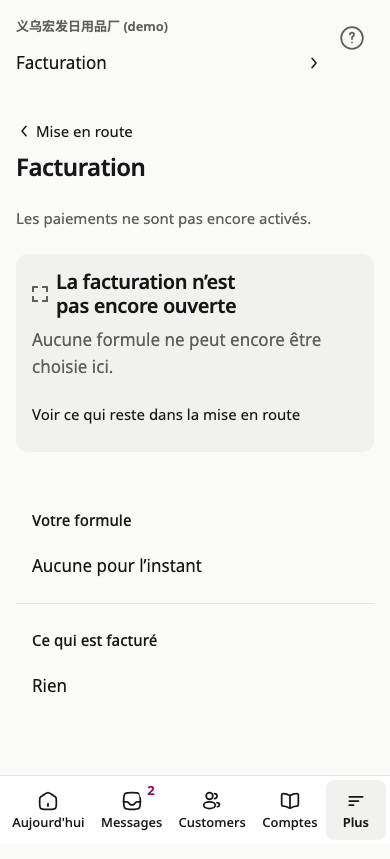 义乌宏发日用品厂 (demo)
Facturation
Mise en route
Facturation
Les paiements ne sont pas encore activés.
La facturation n’est
pas encore ouverte
Aucune formule ne peut encore être
choisie ici.
Voir ce qui reste dans la mise en route
Votre formule
Aucune pour l’instant
Ce qui est facturé
Rien
2
Aujourd'hui Messages Customers Comptes Plus